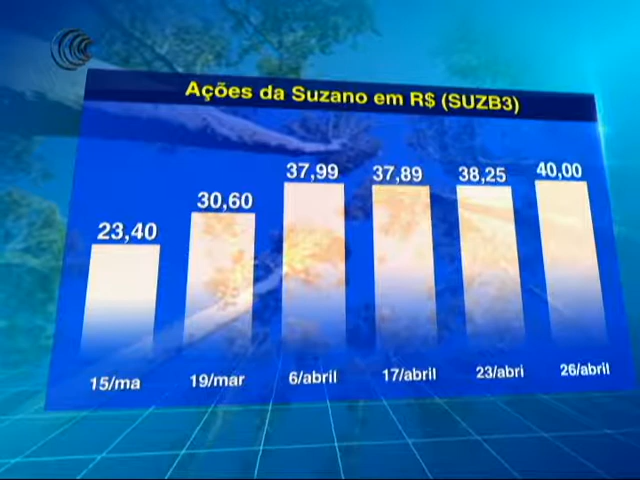 Ações da Suzano em R$ (SUZB3)
23,40
30,60
37,99
37,89
38,25
40,00
15/ma
19/mar
6/abril
17/abril
23/abri
26/abril